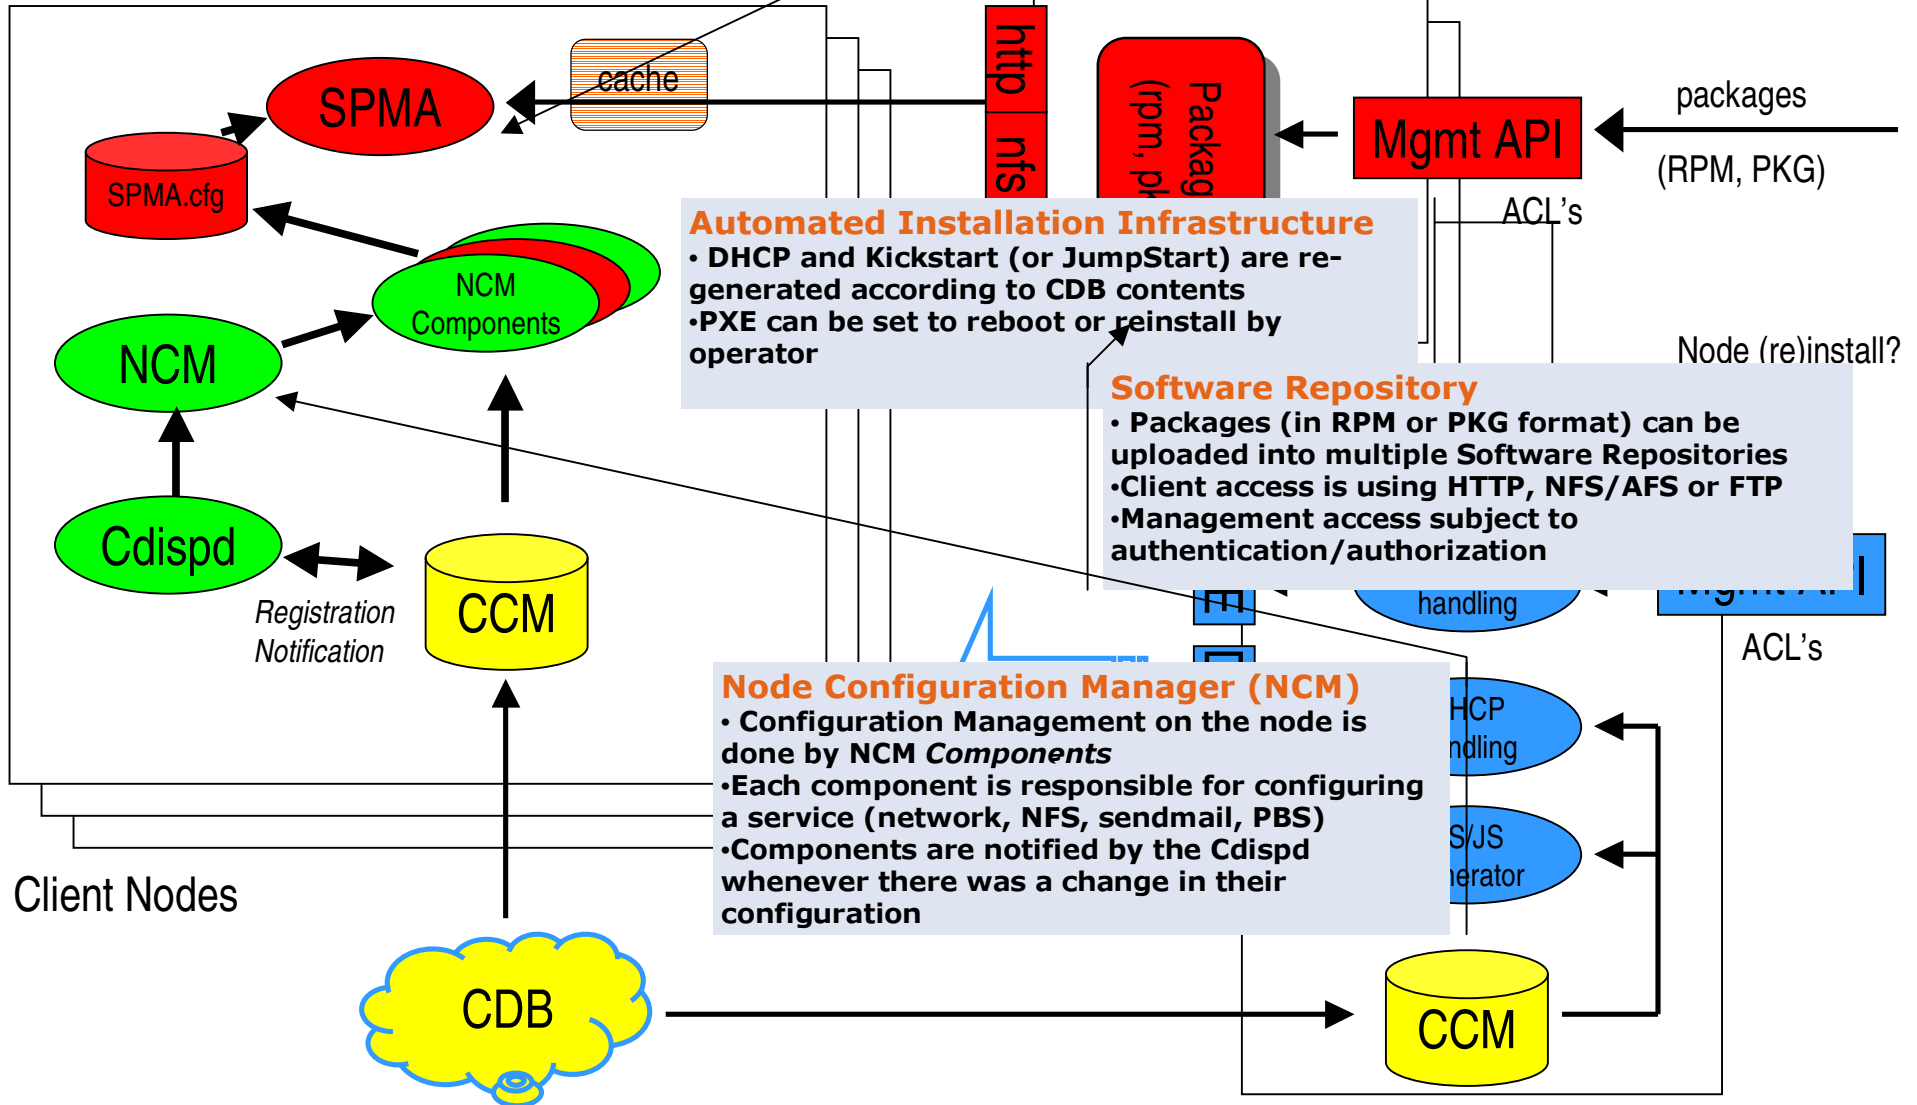 http
nfs
cache
SPMA
SPMA.cfg
(rpm,
packages
Mgmt API
(RPM, PKG)
ACL's
NCM
Components
NCM
Cdispd
Registration
Notification
CCM
Automated Installation Infrastructure
• DHCP and Kickstart (or JumpStart) are re-
generated according to CDB contents
•PXE can be set to reboot or reinstall by
operator
Node (re)install?
Software Repository
• Packages (in RPM or PKG format) can be
uploaded into multiple Software Repositories
•Client access is using HTTP, NFS/AFS or FTP
•Management access subject to
authentication/authorization
handling
Mgmt API
ACL's
Node Configuration Manager (NCM)
• Configuration Management on the node is
done by NCM Components
•Each component is responsible for configuring
a service (network, NFS, sendmail, PBS)
•Components are notified by the Cdispd
whenever there was a change in their
configuration
Client Nodes
CDB
CCM